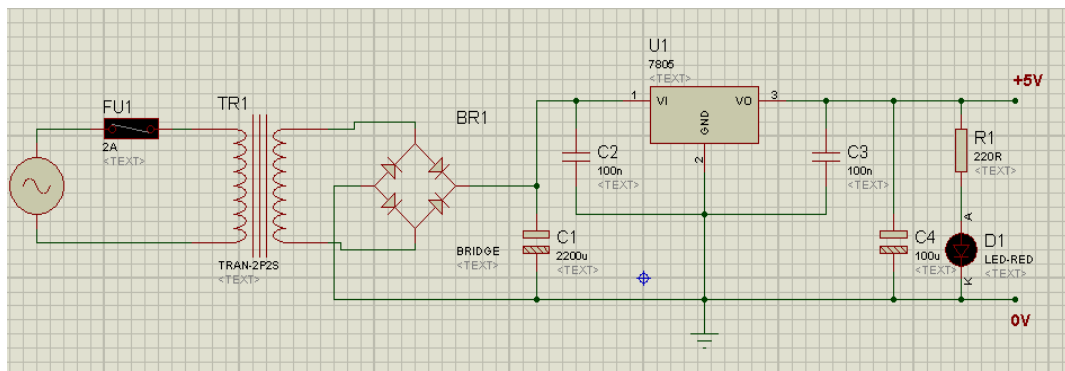 FU1
2A
<TEXT>
TR1
TRAN-2P2S
<TEXT>
BR1
BRIDGE
<TEXT>
C1
2200u
<TEXT>
C2
100n
<TEXT>
U1
7805
<TEXT>
1
VI
VO
3
GND
2
C3
100n
<TEXT>
C4
100u
<TEXT>
+5V
R1
220R
<TEXT>
A
D1
LED-RED
<TEXT>
K
0V